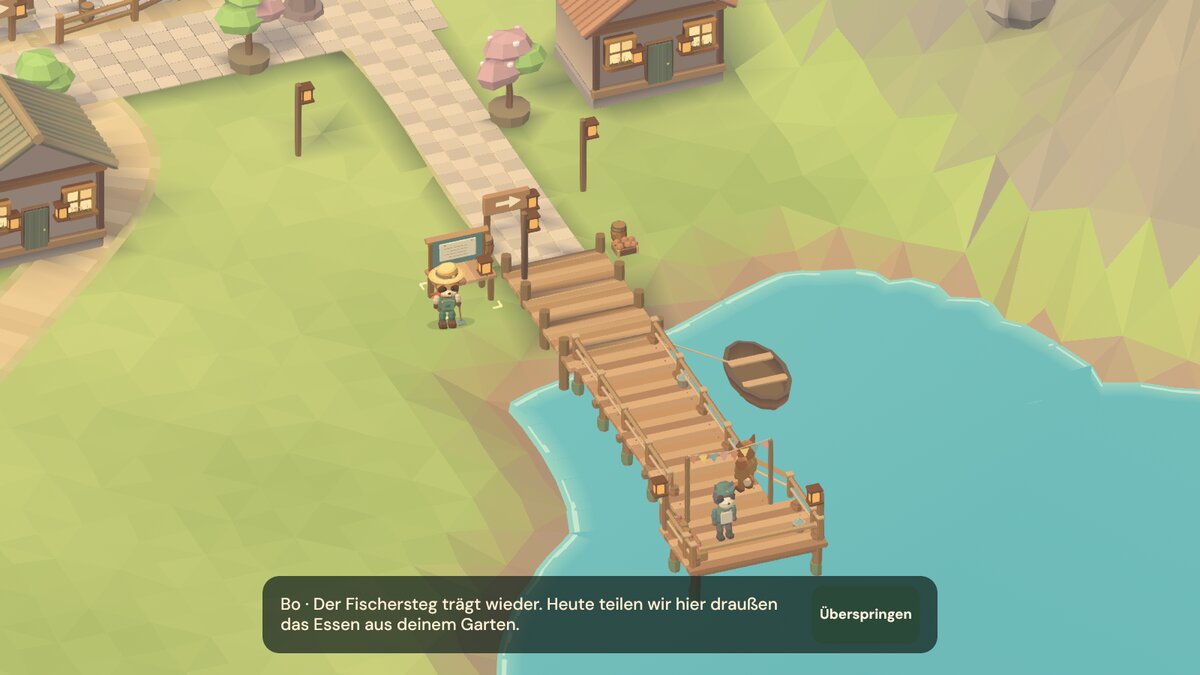 Bo · Der Fischersteg trägt wieder. Heute teilen wir hier draußen
das Essen aus deinem Garten.
Überspringen